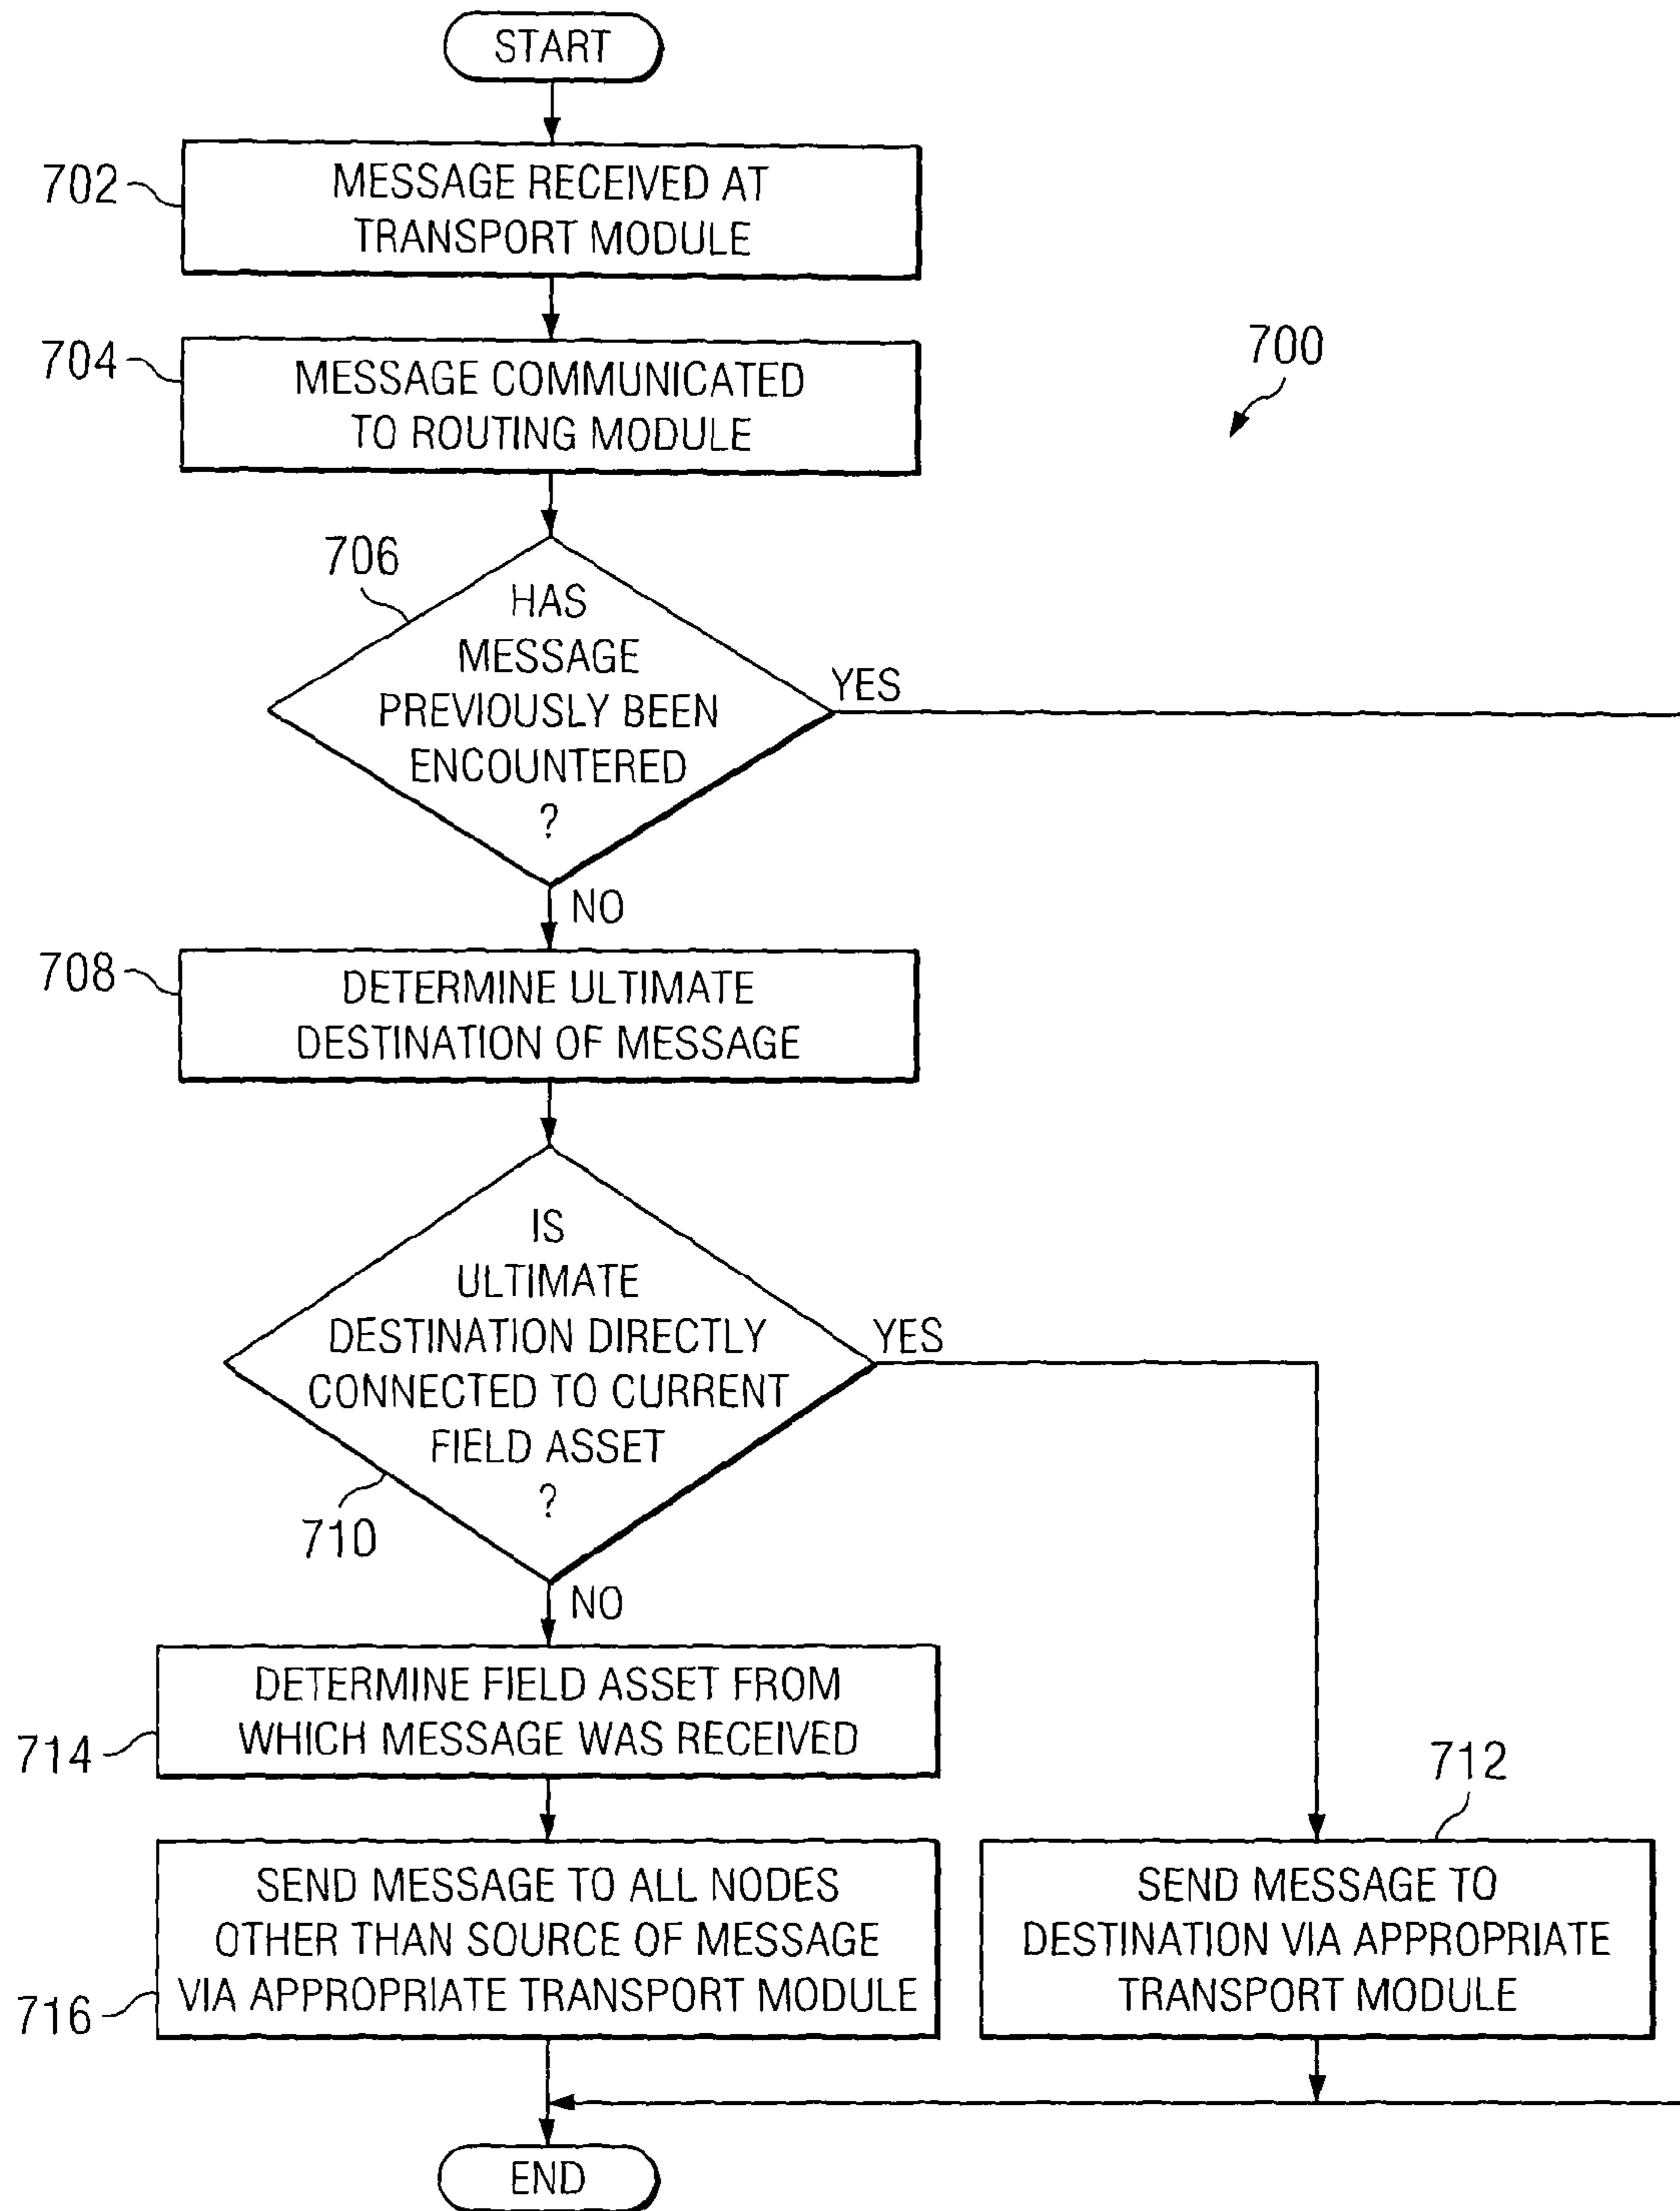 START
702
MESSAGE RECEIVED AT
TRANSPORT MODULE
704
MESSAGE COMMUNICATED
TO ROUTING MODULE
700
706
HAS
MESSAGE
PREVIOUSLY BEEN
ENCOUNTERED
?
YES
NO
708
DETERMINE ULTIMATE
DESTINATION OF MESSAGE
IS
ULTIMATE
DESTINATION DIRECTLY
CONNECTED TO CURRENT
FIELD ASSET
?
YES
710
NO
714
DETERMINE FIELD ASSET FROM
WHICH MESSAGE WAS RECEIVED
712
716
SEND MESSAGE TO ALL NODES
OTHER THAN SOURCE OF MESSAGE
VIA APPROPRIATE TRANSPORT MODULE
SEND MESSAGE TO
DESTINATION VIA APPROPRIATE
TRANSPORT MODULE
END